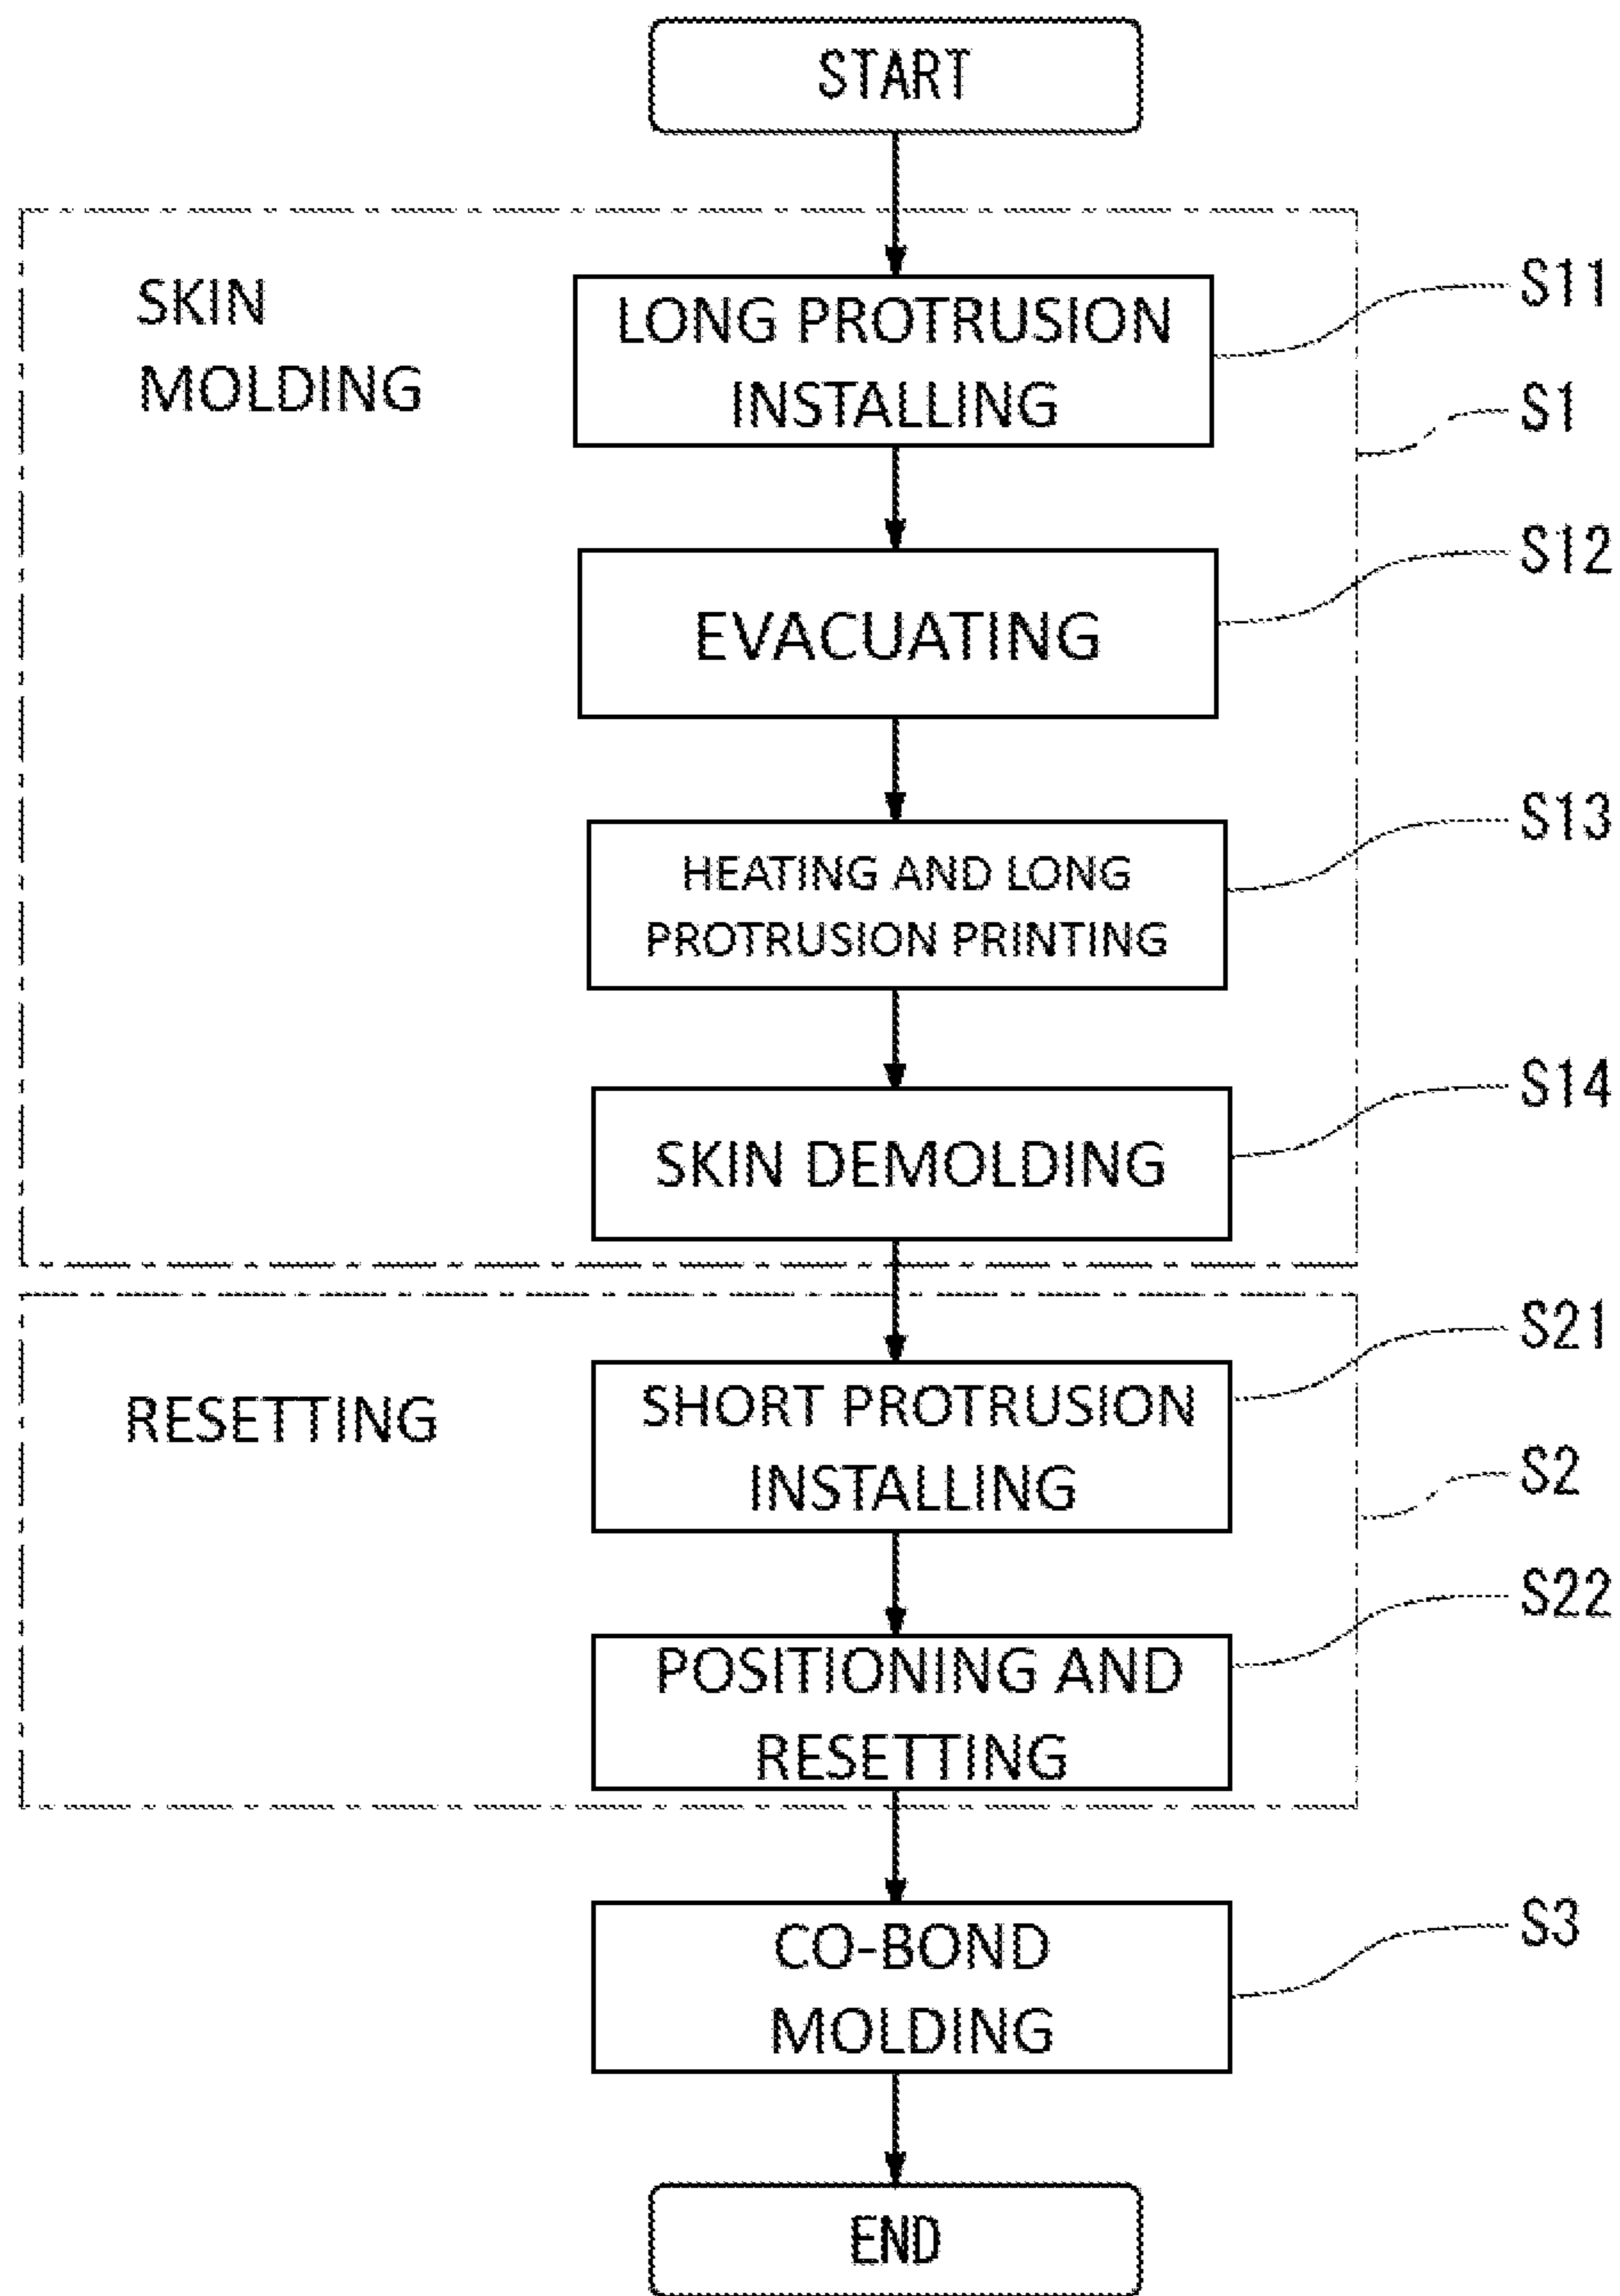 START
SKIN
MOLDING
LONG PROTRUSION
INSTALLING
S11
S1
EVACUATING
S12
HEATING AND LONG
PROTRUSION PRINTING
S13
SKIN DEMOLDING
S14
RESETTING
SHORT PROTRUSION
INSTALLING
S21
S2
POSITIONING AND
RESETTING
S22
CO-BOND
MOLDING
S3
END